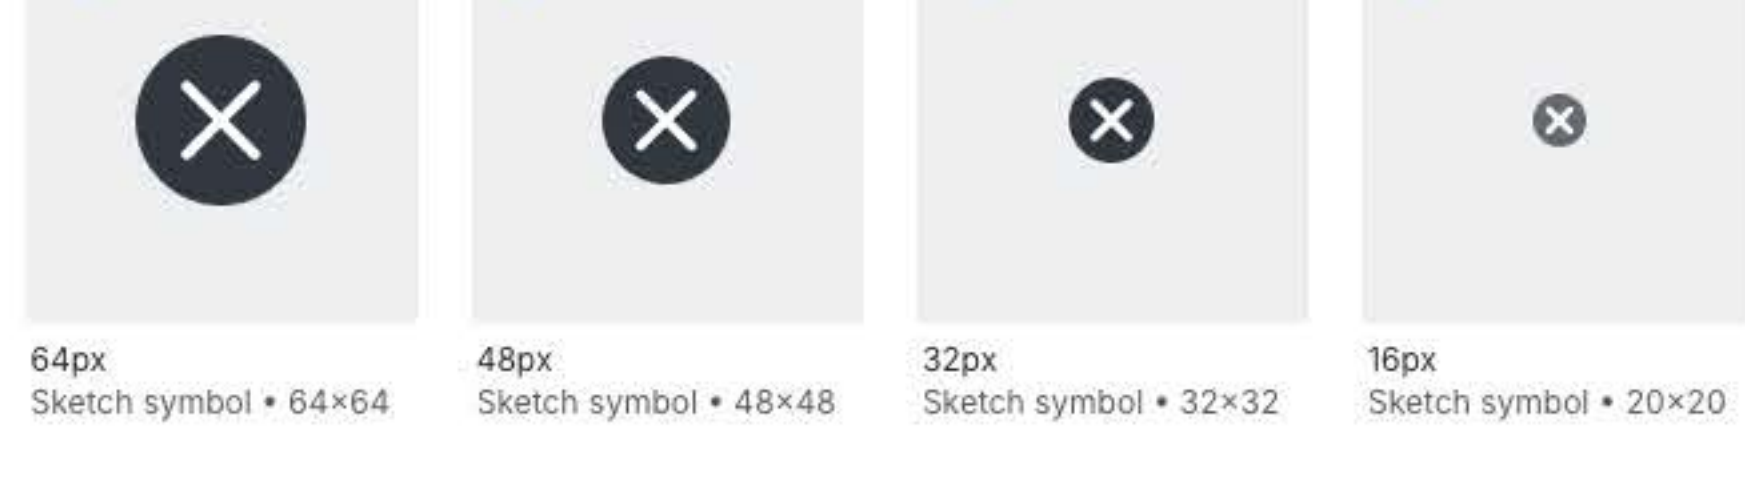 64px
Sketch symbol • 64×64
48px
Sketch symbol • 48×48
32px
Sketch symbol • 32×32
16px
Sketch symbol • 20×20